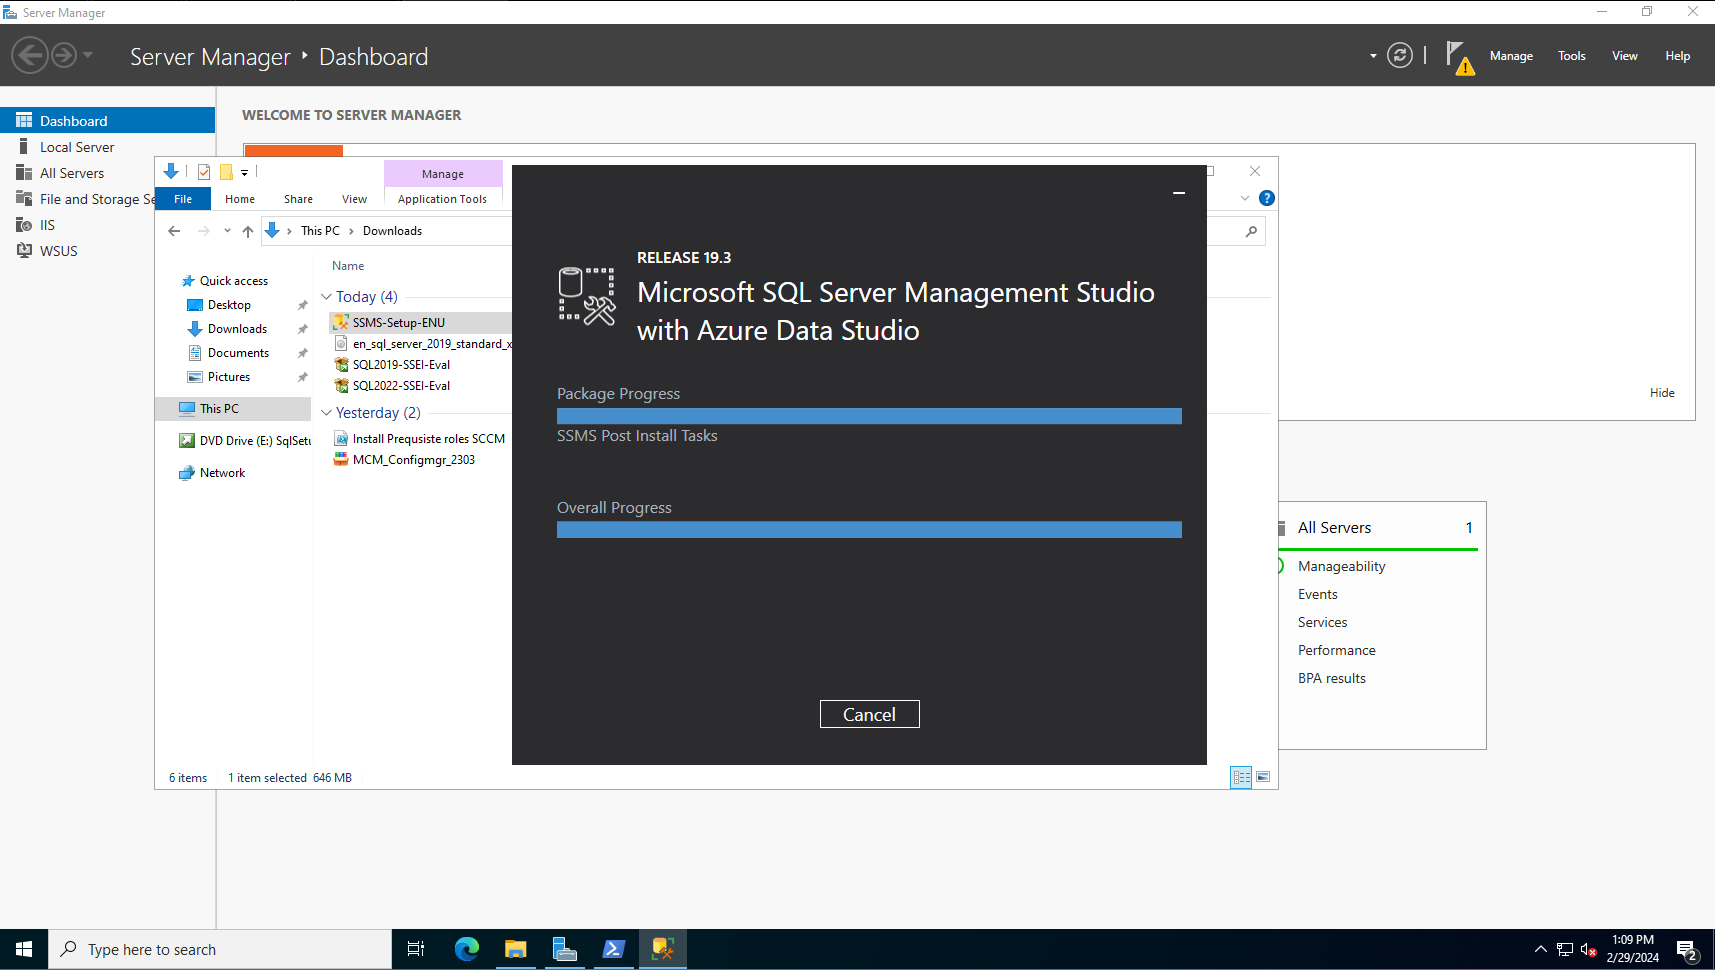 Server Manager
Server Manager
Dashboard
Manage
Tools
View
Help
Dashboard
Local Server
All Servers
File and Storage Se
IIS
WSUS
WELCOME TO SERVER MANAGER
Manage
File
Home
Share
View
Application Tools
This PC
Downloads
Quick access
Desktop
Downloads
Documents
Pictures
This PC
DVD Drive (E:) SqlSetu
Network
Name
Today (4)
SSMS-Setup-ENU
en_sql_server_2019_standard_x
SQL2019-SSEI-Eval
SQL2022-SSEI-Eval
Yesterday (2)
Install Prequsiste roles SCCM
MCM_Configmgr_2303
6 items
1 item selected 646 MB
RELEASE 19.3
Microsoft SQL Server Management Studio
with Azure Data Studio
Package Progress
SSMS Post Install Tasks
Overall Progress
Cancel
Hide
All Servers
1
Manageability
Events
Services
Performance
BPA results
Type here to search
1:09 PM
2/29/2024
2